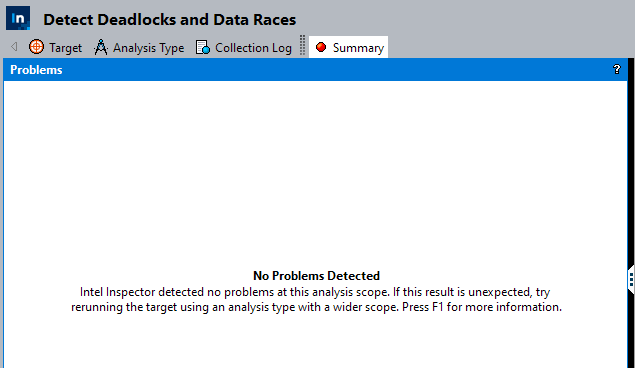 In
Detect Deadlocks and Data Races
Target Analysis Type Collection Log Summary
Problems ?
No Problems Detected
Intel Inspector detected no problems at this analysis scope. If this result is unexpected, try
rerunning the target using an analysis type with a wider scope. Press F1 for more information.